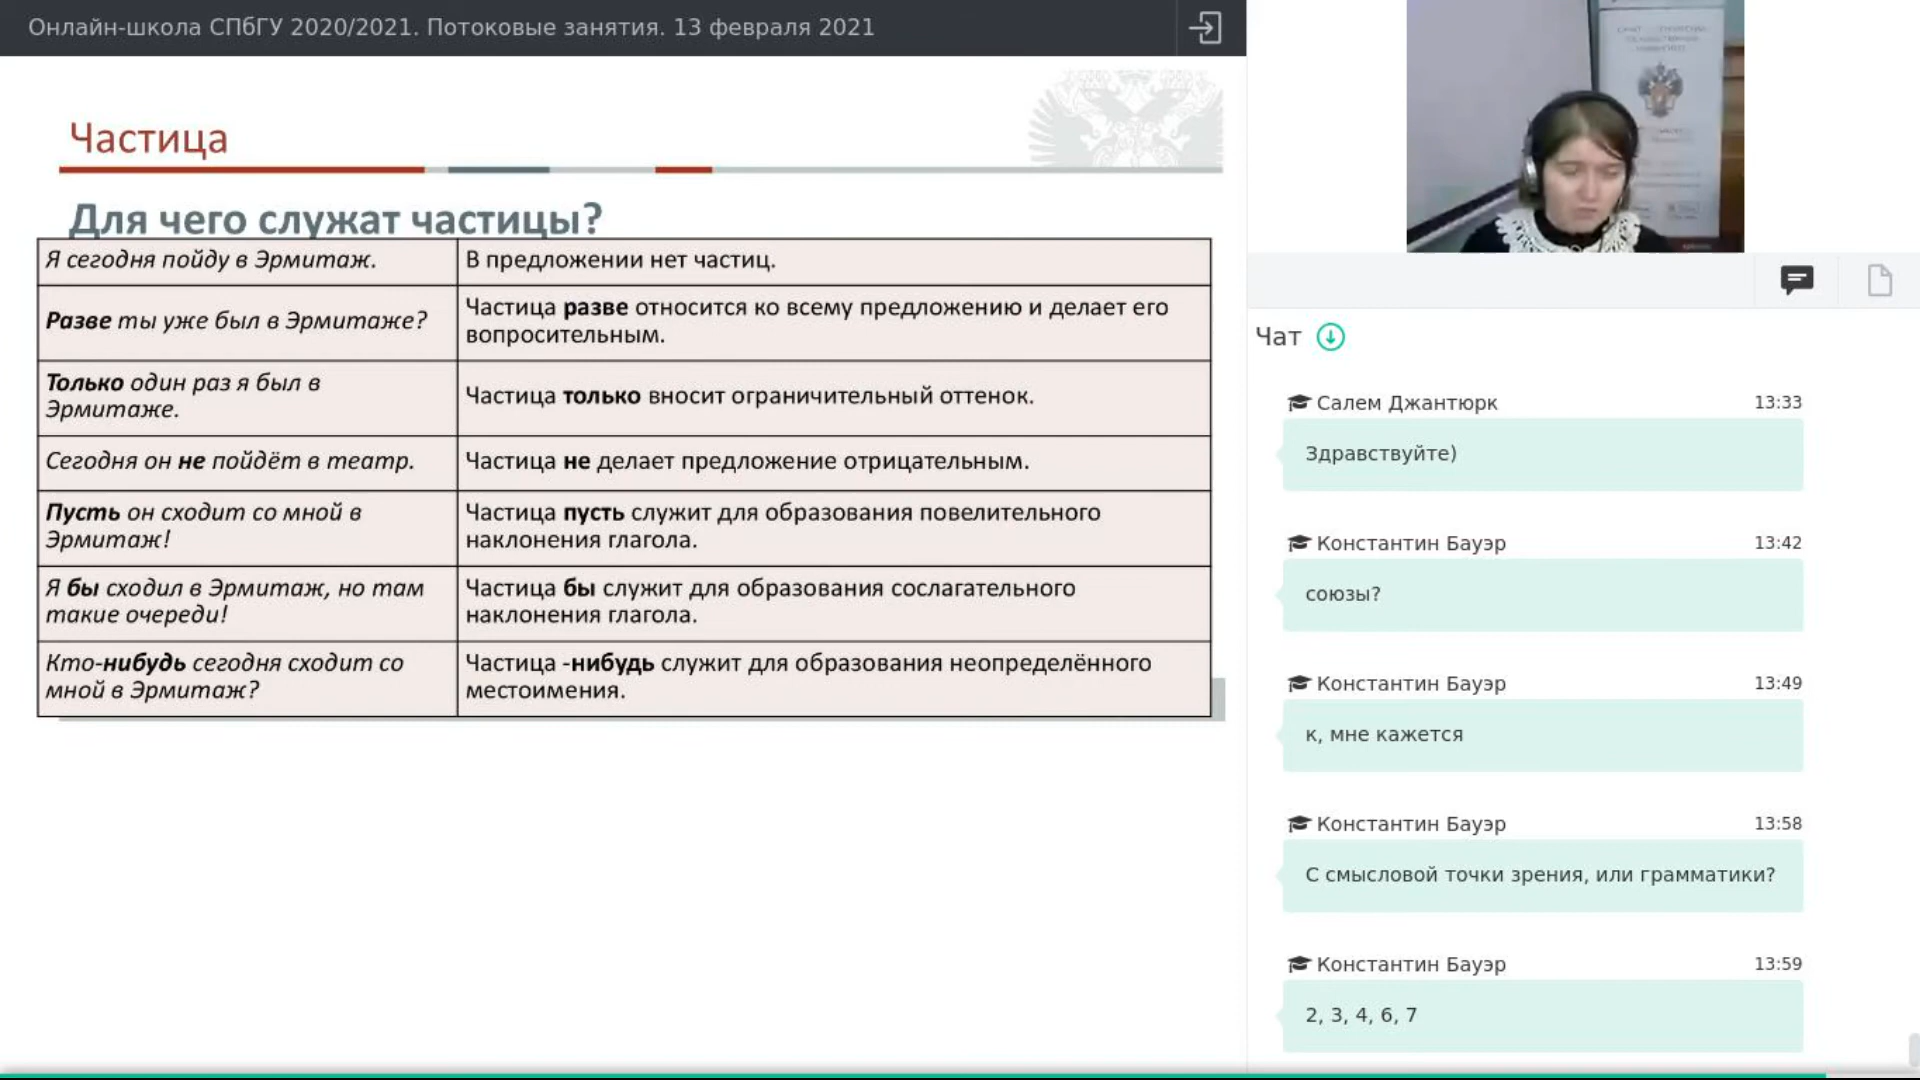 Онлайн-школа СПбГУ 2020/2021. Потоковые занятия. 13 февраля 2021
Частица
Для чего служат частицы?
Я сегодня пойду в Эрмитаж.
В предложении нет частиц.
Разве ты уже был в Эрмитаже?
Частица разве относится ко всему предложению и делает его
вопросительным.
Только один раз я был в
Эрмитаже.
Частица только вносит ограничительный оттенок.
Сегодня он не пойдёт в театр.
Частица не делает предложение отрицательным.
Пусть он сходит со мной в
Эрмитаж!
Частица пусть служит для образования повелительного
наклонения глагола.
Я бы сходил в Эрмитаж, но там
такие очереди!
Частица бы служит для образования сослагательного
наклонения глагола.
Кто-нибудь сегодня сходит со
мной в Эрмитаж?
Частица -нибудь служит для образования неопределённого
местоимения.
Чат
Салем Джантюрк 13:33
Здравствуйте)
Константин Бауэр 13:42
союзы?
Константин Бауэр 13:49
к, мне кажется
Константин Бауэр 13:58
С смысловой точки зрения, или грамматики?
Константин Бауэр 13:59
2, 3, 4, 6, 7